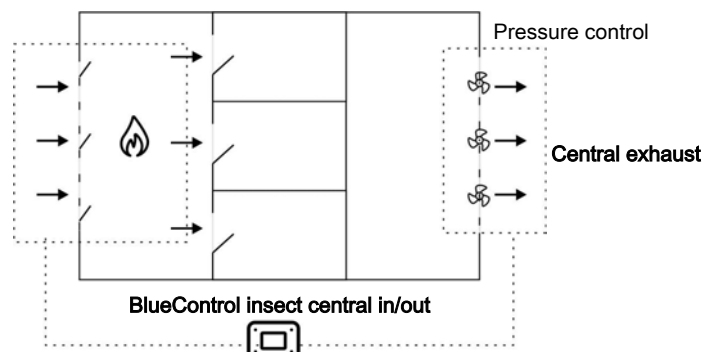 Pressure control
Central exhaust
BlueControl insect central in/out